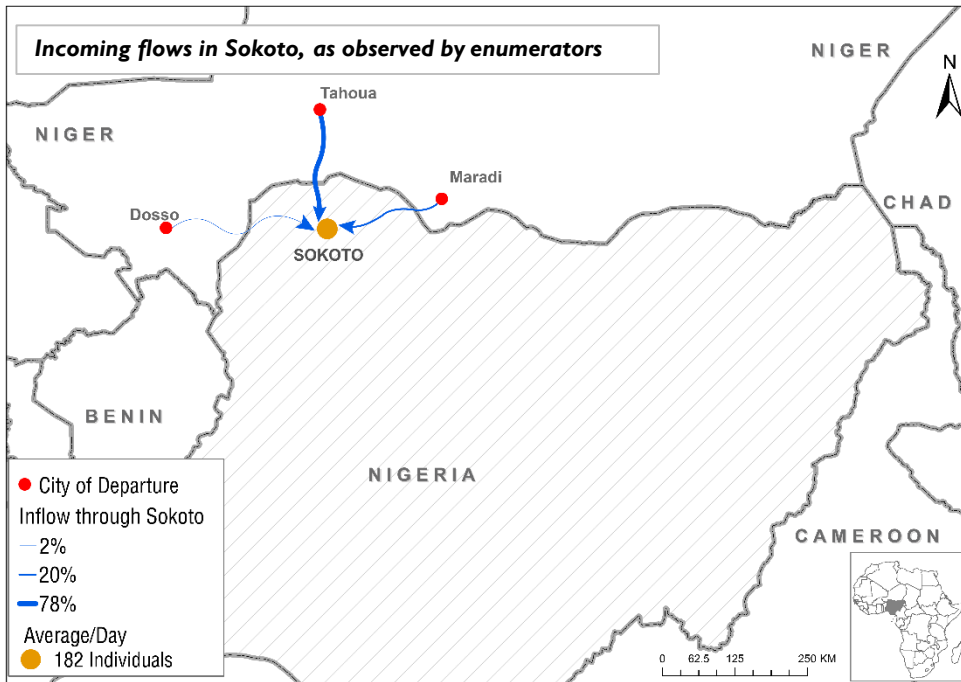 Incoming flows in Sokoto, as observed by enumerators
NIGER
N
Tahoua
NIGER
Maradi
CHAD
Dosso
SOKOTO
BENIN
NIGERIA
City of Departure
Inflow through Sokoto
2%
20%
78%
Average/Day
182 Individuals
CAMEROON
0 62.5 125 250 KM